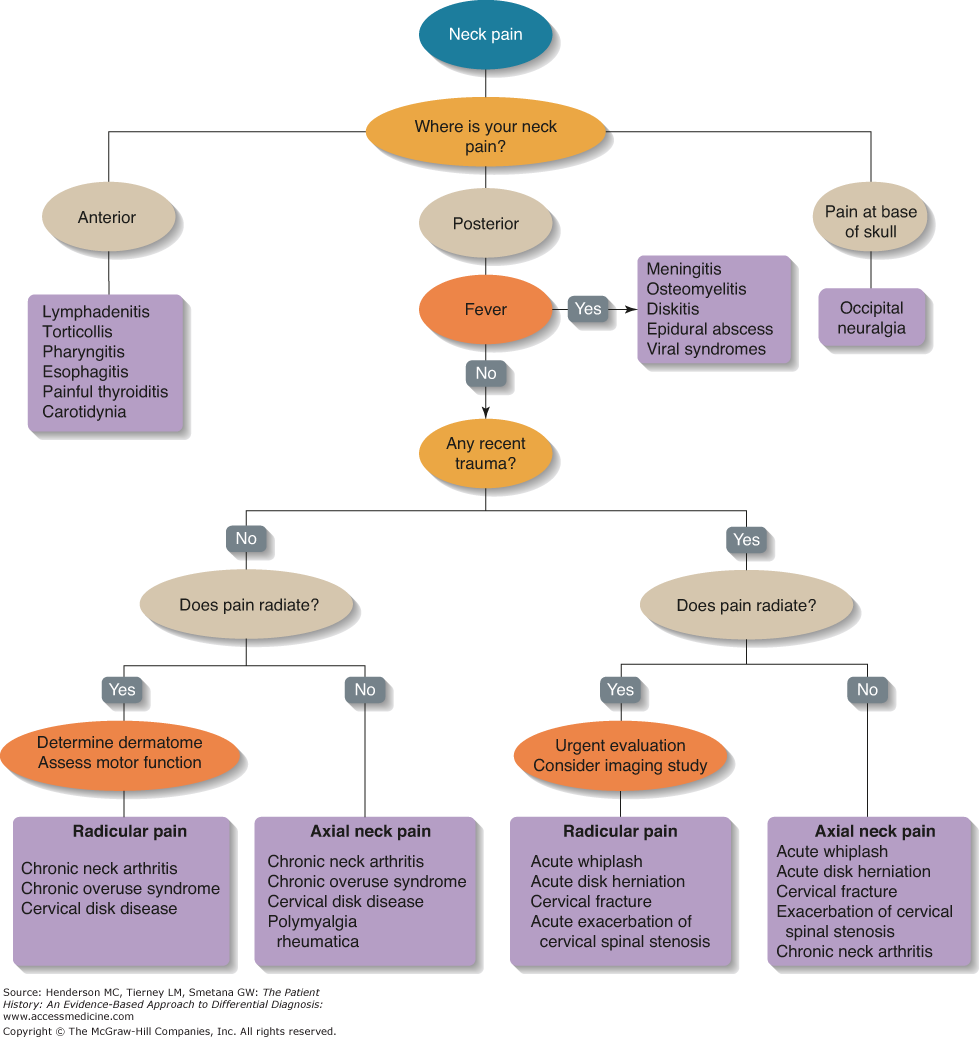 Neck pain
Where is your neck
pain?
Anterior
Posterior
Pain at base
of skull
Lymphadenitis
Torticollis
Pharyngitis
Esophagitis
Painful thyroiditis
Carotidynia
Fever
Yes
Meningitis
Osteomyelitis
Diskitis
Epidural abscess
Viral syndromes
Occipital
neuralgia
No
Any recent
trauma?
No
Yes
Does pain radiate?
Does pain radiate?
Yes
No
Yes
No
Determine dermatome
Assess motor function
Urgent evaluation
Consider imaging study
Radicular pain
Chronic neck arthritis
Chronic overuse syndrome
Cervical disk disease
Axial neck pain
Chronic neck arthritis
Chronic overuse syndrome
Cervical disk disease
Polymyalgia
rheumatica
Radicular pain
Acute whiplash
Acute disk herniation
Cervical fracture
Acute exacerbation of
cervical spinal stenosis
Axial neck pain
Acute whiplash
Acute disk herniation
Cervical fracture
Exacerbation of cervical
spinal stenosis
Chronic neck arthritis
Source: Henderson MC, Tierney LM, Smetana GW: The Patient
History: An Evidence-Based Approach to Differential Diagnosis:
www.accessmedicine.com
Copyright © The McGraw-Hill Companies, Inc. All rights reserved.